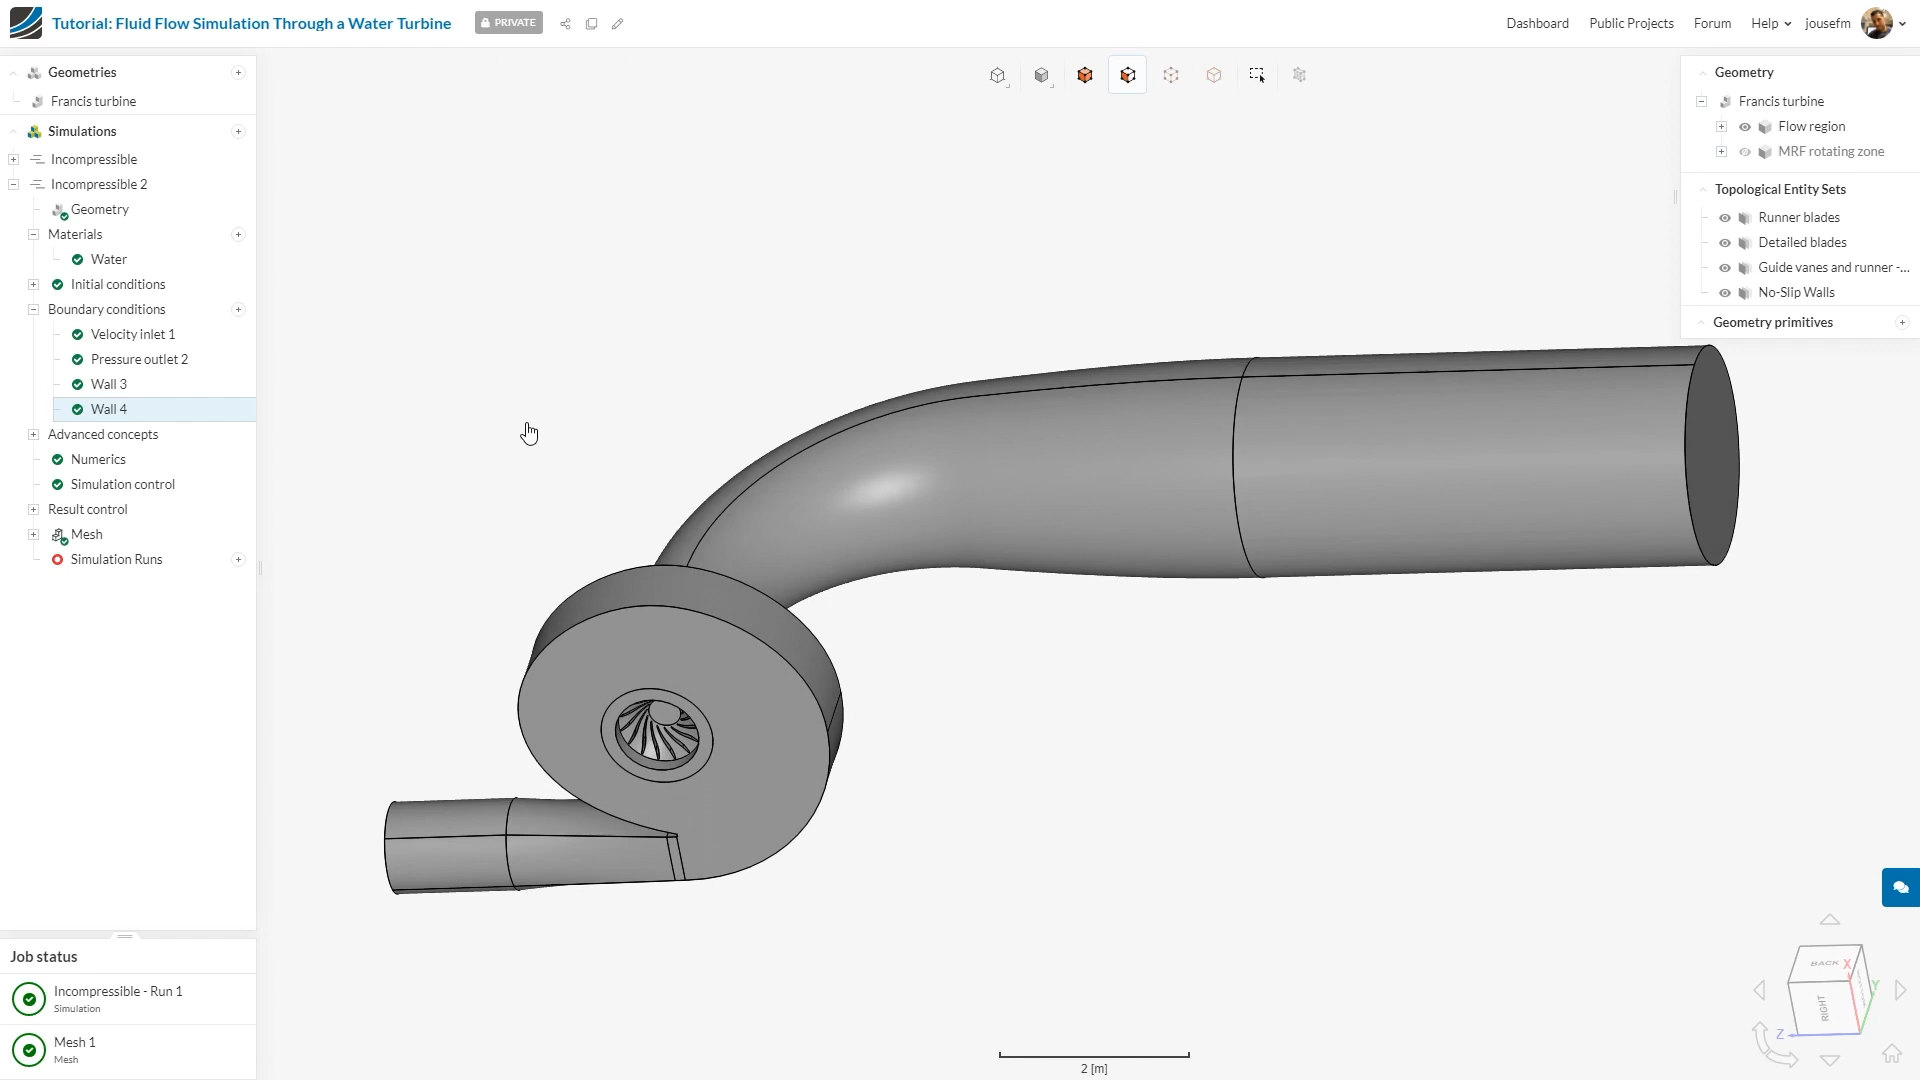 Tutorial: Fluid Flow Simulation Through a Water Turbine
PRIVATE
Dashboard
Public Projects
Forum
Help
jousefm
Geometries
Francis turbine
Simulations
Incompressible
Incompressible 2
Geometry
Materials
Water
Initial conditions
Boundary conditions
Velocity inlet 1
Pressure outlet 2
Wall 3
Wall 4
Advanced concepts
Numerics
Simulation control
Result control
Mesh
Simulation Runs
Job status
Incompressible - Run 1
Simulation
Mesh 1
Mesh
Geometry
Francis turbine
Flow region
MRF rotating zone
Topological Entity Sets
Runner blades
Detailed blades
Guide vanes and runner -...
No-Slip Walls
Geometry primitives
2 [m]
BACK
X
Y
RIGHT
Z